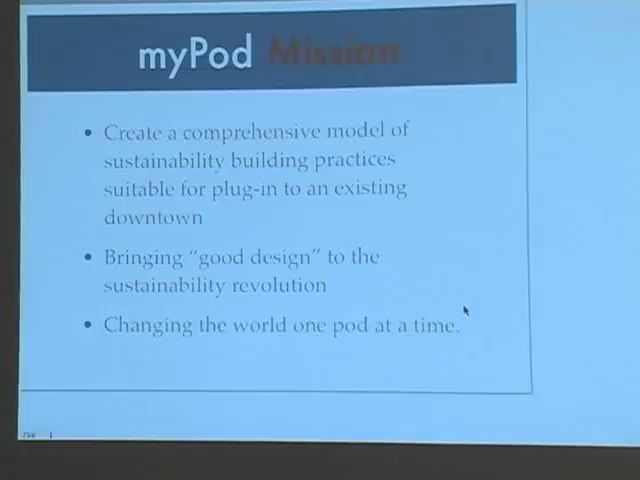 myPod Mission
• Create a comprehensive model of
sustainability building practices
suitable for plug-in to an existing
downtown
• Bringing “good design” to the
sustainability revolution
• Changing the world one pod at a time.